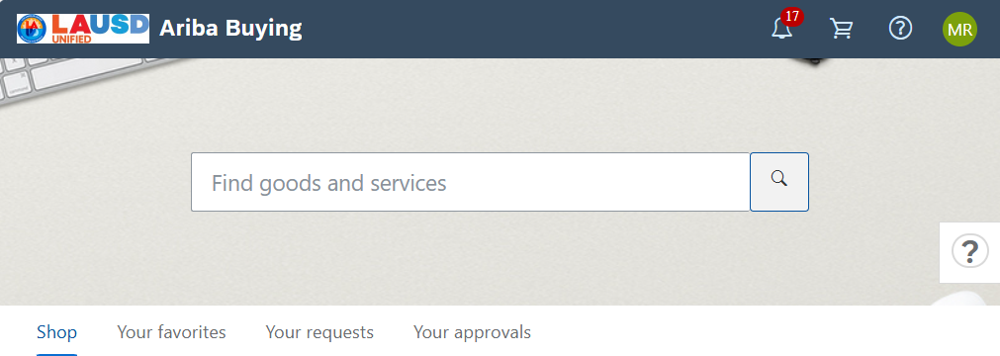 LAUSD
UNIFIED
Ariba Buying
17
MR
Find goods and services
?
Shop
Your favorites
Your requests
Your approvals